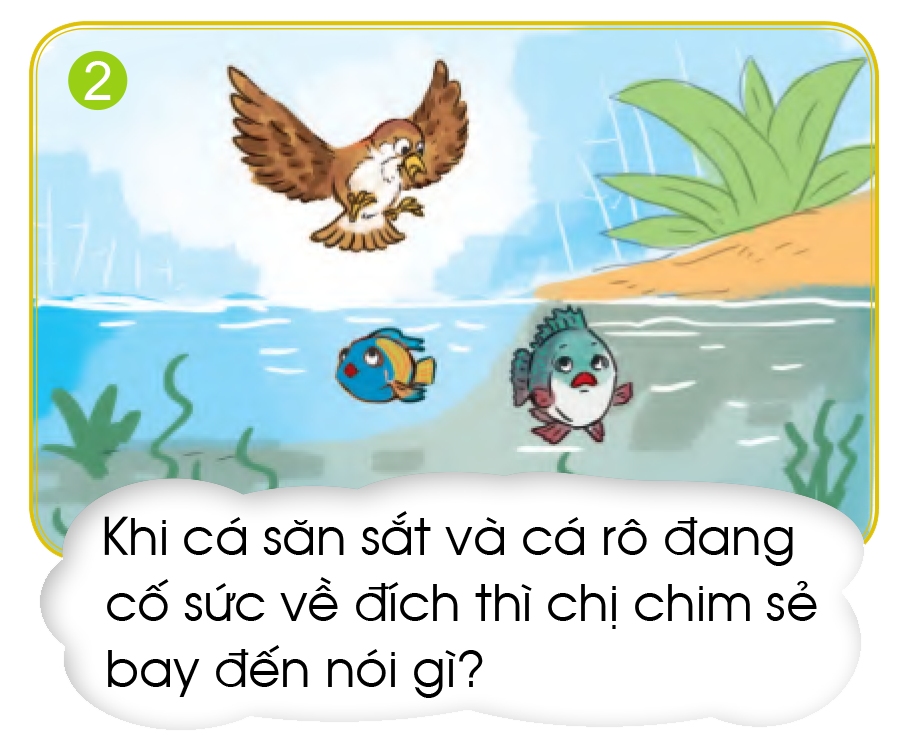 2
Khi cá săn sắt và cá rô đang
cố sức về đích thì chị chim sẻ
bay đến nói gì?